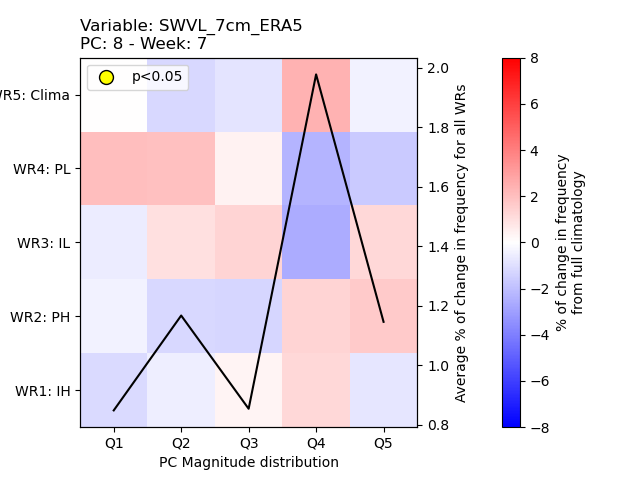 Variable: SWVL_7cm_ERA5
PC: 8 - Week: 7
p<0.05
WR5: Clima
WR4: PL
WR3: IL
WR2: PH
WR1: IH
Q1 Q2 Q3 Q4 Q5
PC Magnitude distribution
2.0
1.8
1.6
1.4
1.2
1.0
0.8
Average % of change in frequency for all WRs
8
6
4
2
0
−2
−4
−6
−8
% of change in frequency
from full climatology